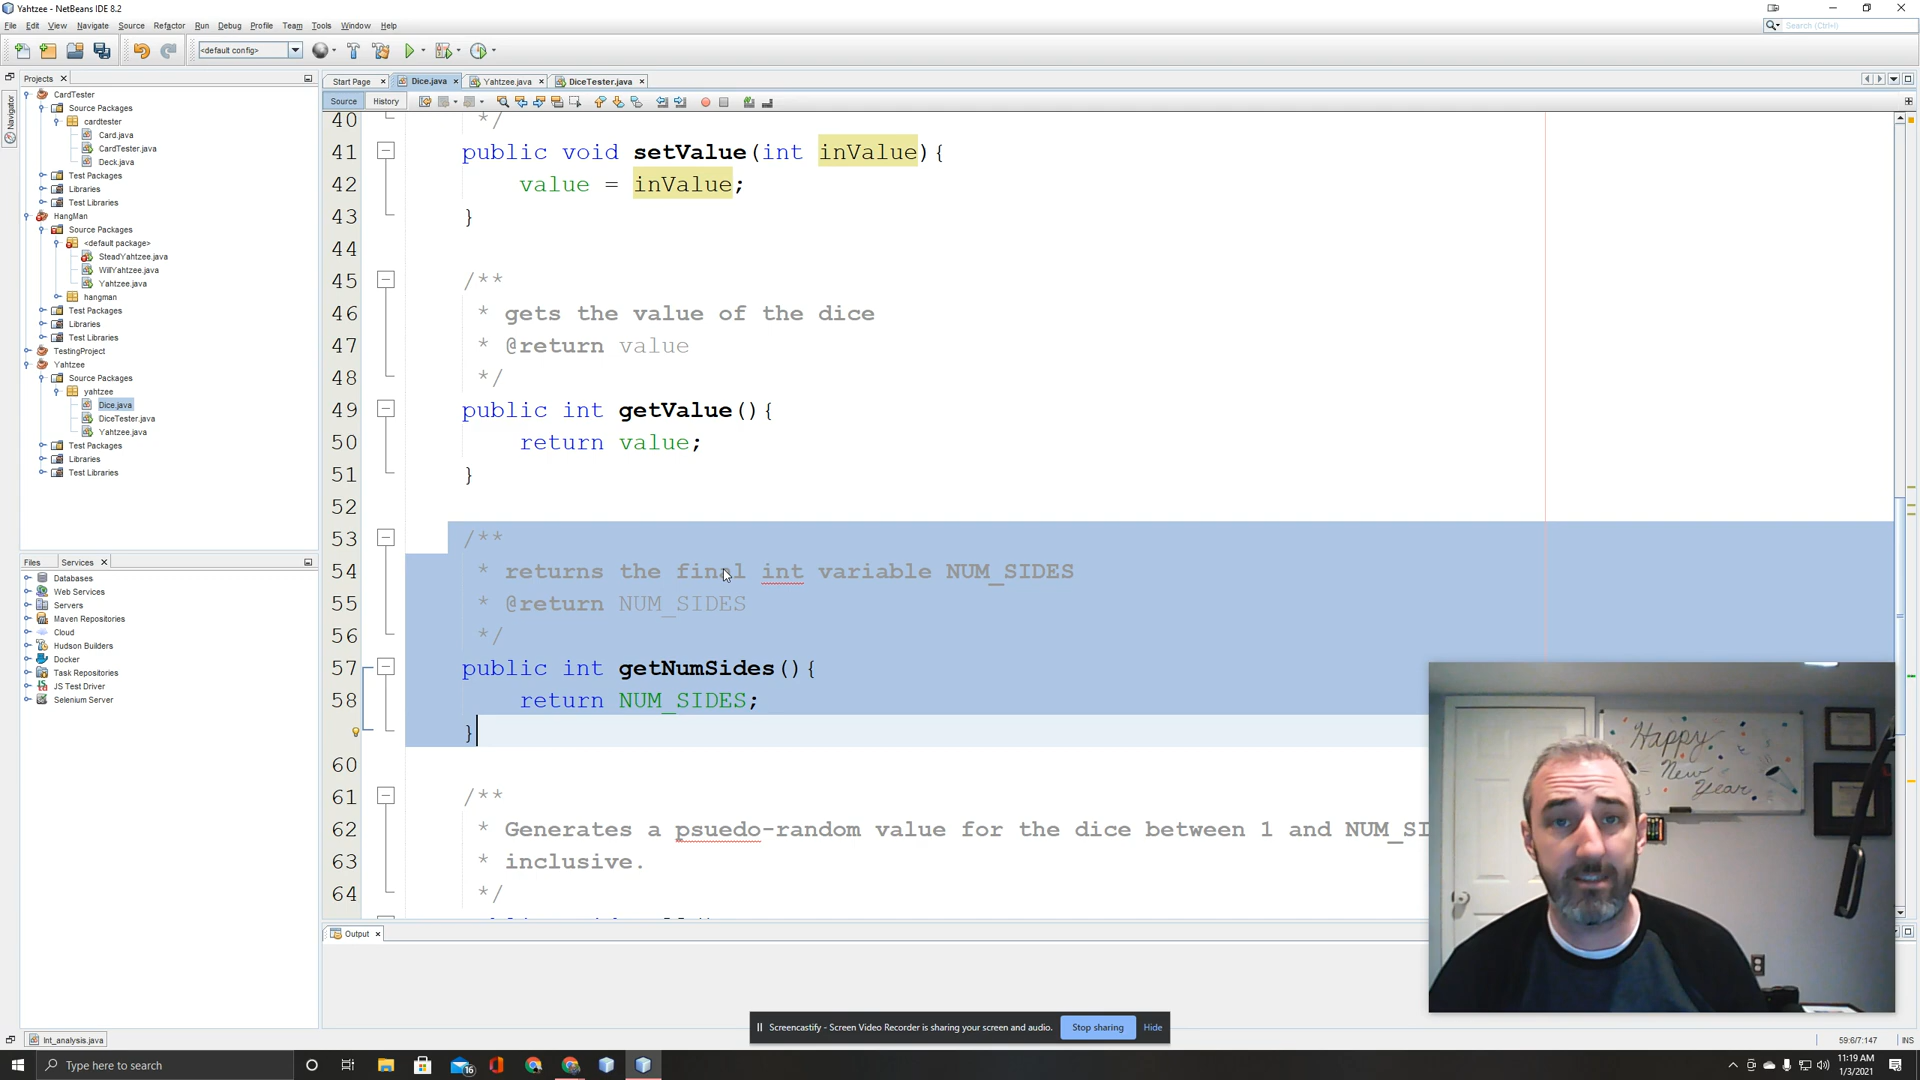 Yahtzee - NetBeans IDE 8.2
File Edit View Navigate Source Refactor Run Debug Profile Team Tools Window Help
Search (Ctrl+I)
<default config>
Projects
Start Page
Dice.java
Yahtzee.java
DiceTester.java
Source
History
Navigator
CardTester
Source Packages
cardtester
Card.java
CardTester.java
Deck.java
Test Packages
Libraries
Test Libraries
HangMan
Source Packages
<default package>
SteadYahtzee.java
WillYahtzee.java
Yahtzee.java
hangman
Test Packages
Libraries
Test Libraries
TestingProject
Yahtzee
Source Packages
yahtzee
Dice.java
DiceTester.java
Yahtzee.java
Test Packages
Libraries
Test Libraries
Files
Services
Databases
Web Services
Servers
Maven Repositories
Cloud
Hudson Builders
Docker
Task Repositories
JS Test Driver
Selenium Server
40 */
41 public void setValue(int inValue){
42 value = inValue;
43 }
44
45 /**
46 * gets the value of the dice
47 * @return value
48 */
49 public int getValue(){
50 return value;
51 }
52
53 /**
54 * returns the final int variable NUM_SIDES
55 * @return NUM_SIDES
56 */
57 public int getNumSides(){
58 return NUM_SIDES;
}
60
61 /**
62 * Generates a psuedo-random value for the dice between 1 and NUM_SI
63 * inclusive.
64 */
Happy
New
Year
Output
Screencastify - Screen Video Recorder is sharing your screen and audio.
Stop sharing
Hide
Int_analysis.java
59:6/7:147
INS
Type here to search
16
11:19 AM
1/3/2021